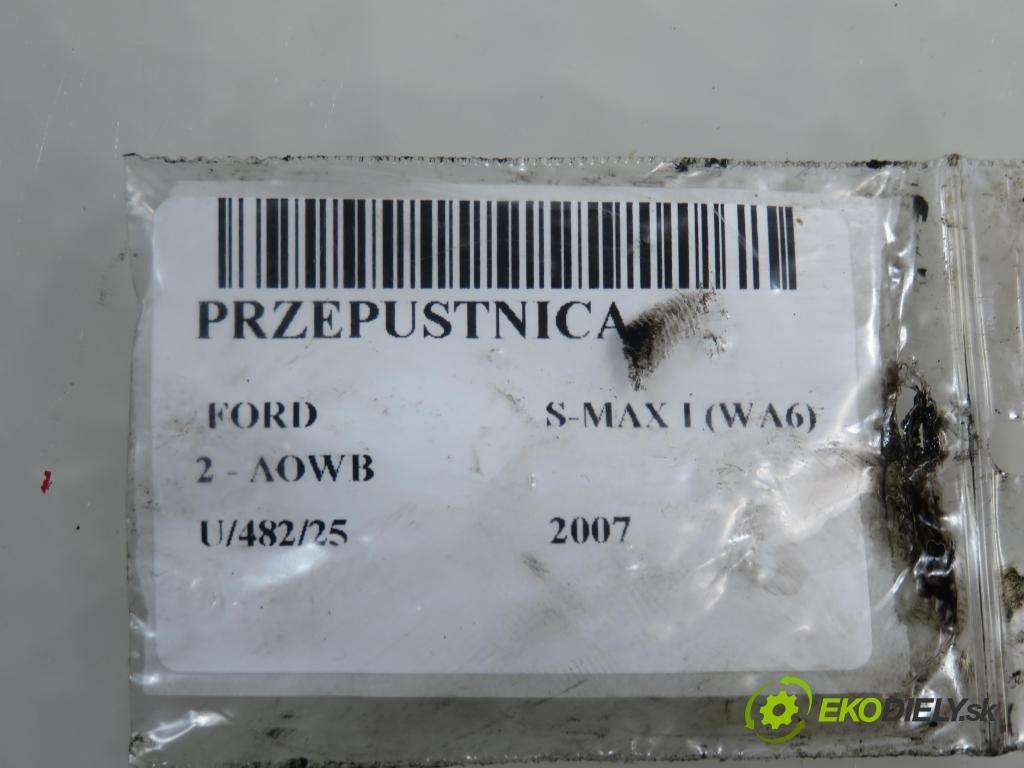 PRZEPUSTNICA
FORD S-MAX I (WA6)
2 - AOWB
U/482/25 2007
EKODIELY.sk